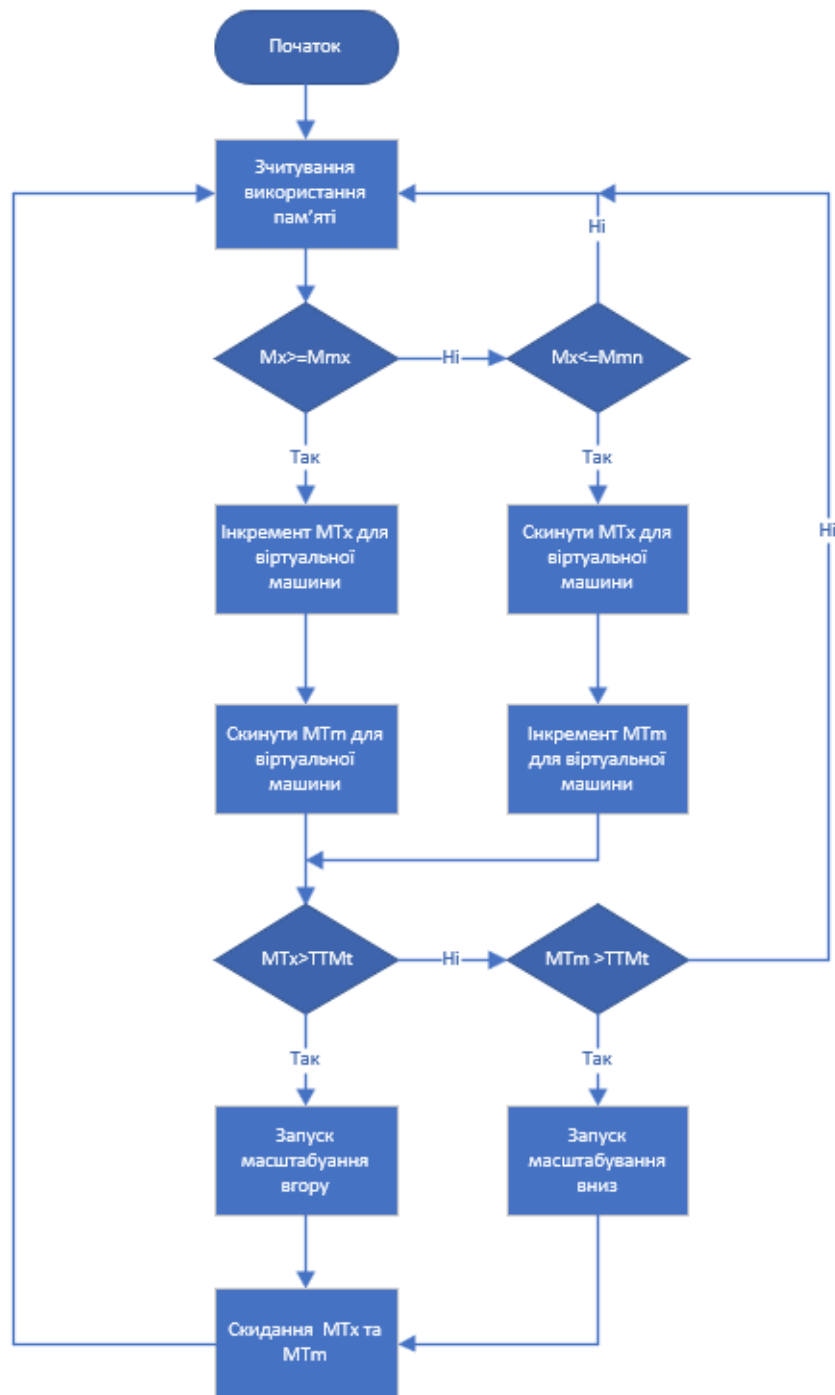 Початок
Зчитування
використання
пам’яті
Ні
Mx>=Mmx
Ні
Mx<=Mmn
Так
Так
Інкремент MTx для
віртуальної
машини
Скинути MTx для
віртуальної
машини
Ні
Скинути MTm для
віртуальної
машини
Інкремент MTm
для віртуальної
машини
MTx>TTMt
Ні
MTm >TTMt
Так
Так
Запуск
масштабуання
вгору
Запуск
масштабування
вниз
Скидання MTx та
MTm